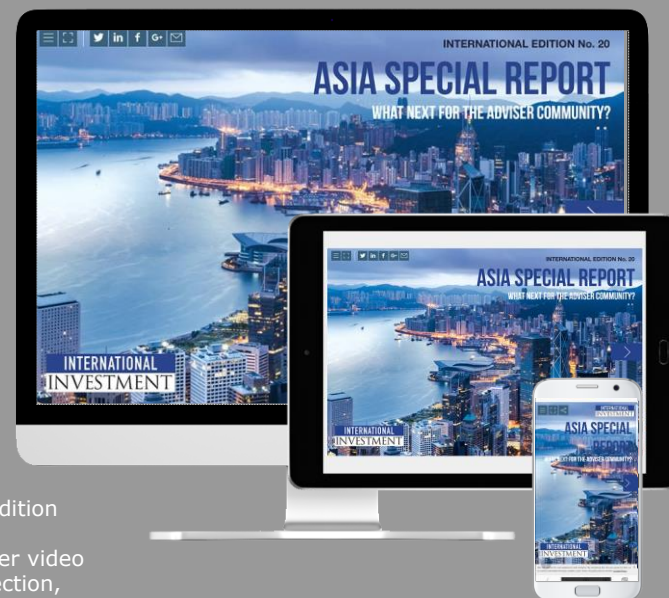 INTERNATIONAL EDITION No. 20
ASIA SPECIAL REPORT
WHAT NEXT FOR THE ADVISER COMMUNITY?
INTERNATIONAL
INVESTMENT
INTERNATIONAL EDITION No. 20
ASIA SPECIAL REPORT
WHAT NEXT FOR THE ADVISER COMMUNITY?
INTERNATIONAL
INVESTMENT
INTERNATIONAL
INVESTMENT
ASIA SPECIAL
REPORT
WHAT NEXT FOR THE ADVISER COMMUNITY?
INTERNATIONAL
INVESTMENT
dition
er video
ection,